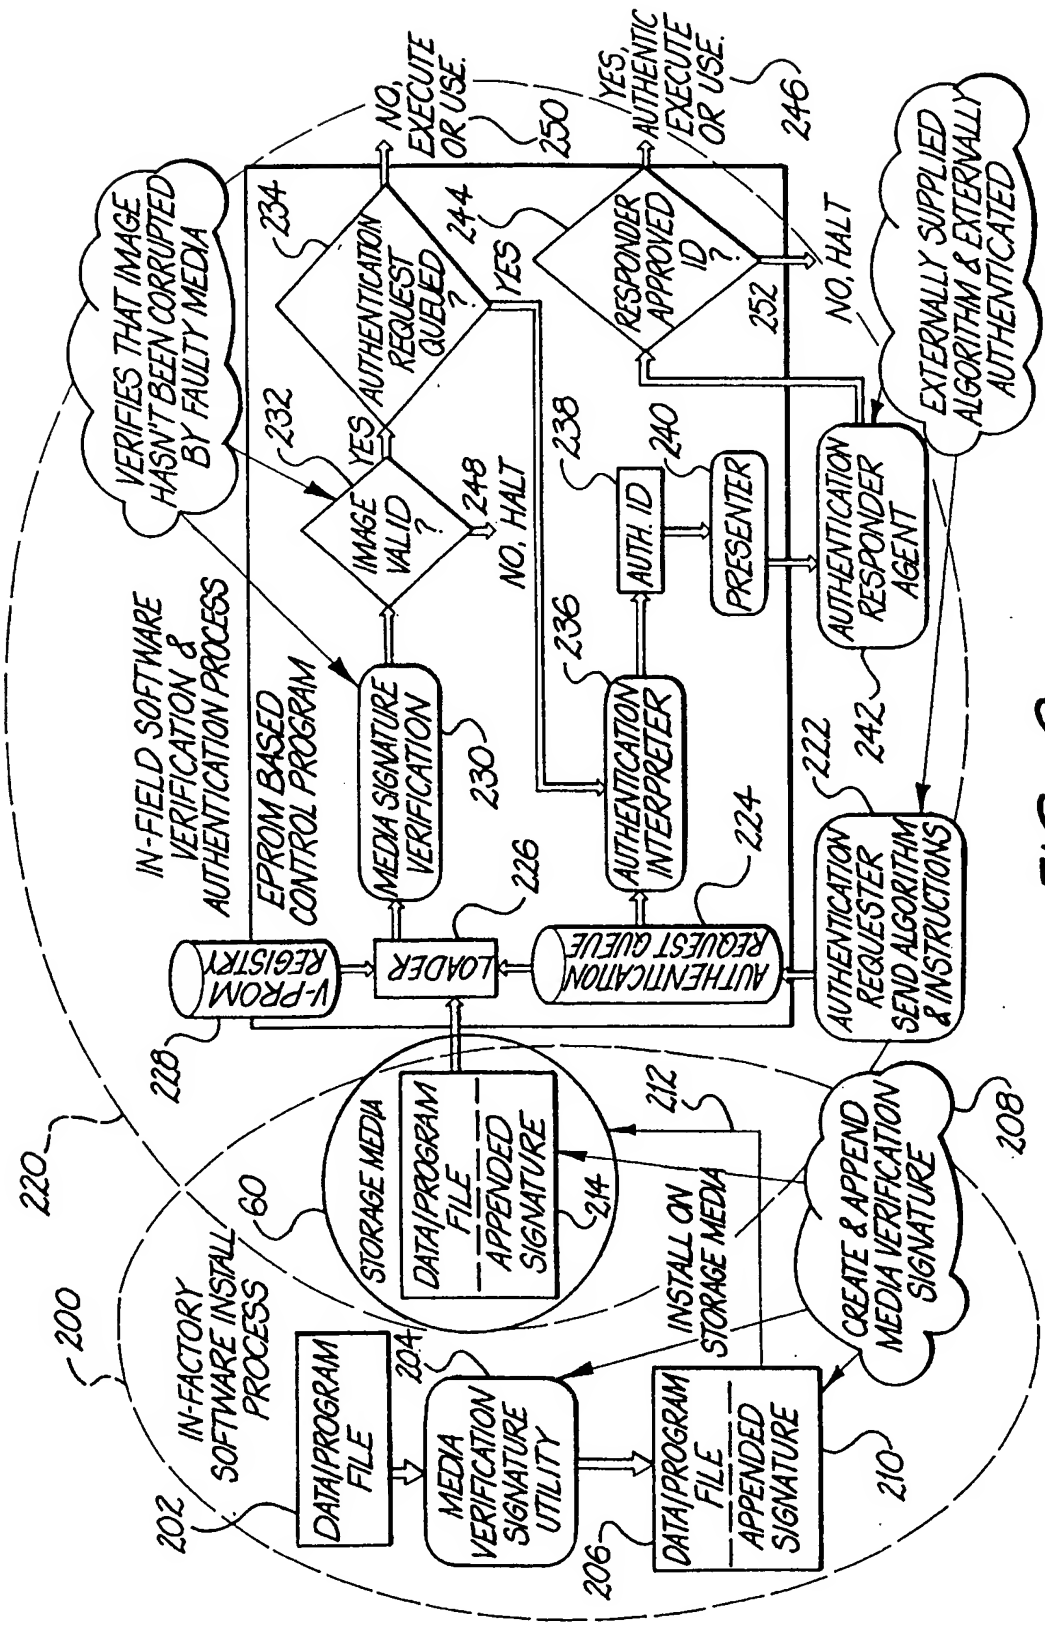 200
IN-FACTORY
SOFTWARE INSTALL
PROCESS
202
DATA/PROGRAM
FILE
204
MEDIA
VERIFICATION
SIGNATURE
UTILITY
206
DATA/PROGRAM
FILE
APPENDED
SIGNATURE
210
INSTALL ON
STORAGE MEDIA
212
CREATE & APPEND
MEDIA VERIFICATION
SIGNATURE
208
60
STORAGE MEDIA
DATA/PROGRAM
FILE
APPENDED
SIGNATURE
214
220
IN-FIELD SOFTWARE
VERIFICATION &
AUTHENTICATION PROCESS
EPROM BASED
CONTROL PROGRAM
228
V-PROM
REGISTRY
LOADER
226
AUTHENTICATION
REQUEST QUEUE
224
AUTHENTICATION
REQUESTER
SEND ALGORITHM
& INSTRUCTIONS
222
MEDIA SIGNATURE
VERIFICATION
230
VERIFIES THAT IMAGE
HASN'T BEEN CORRUPTED
BY FAULTY MEDIA
232
IMAGE
VALID
?
YES
248
NO, HALT
234
AUTHENTICATION
REQUEST
QUEUED
?
YES
NO,
EXECUTE
OR USE.
250
236
AUTHENTICATION
INTERPRETER
238
AUTH. ID
240
PRESENTER
AUTHENTICATION
RESPONDER
AGENT
242
244
RESPONDER
APPROVED
ID
?
YES,
AUTHENTIC
EXECUTE
OR USE.
246
252
NO, HALT
EXTERNALLY SUPPLIED
ALGORITHM & EXTERNALLY
AUTHENTICATED